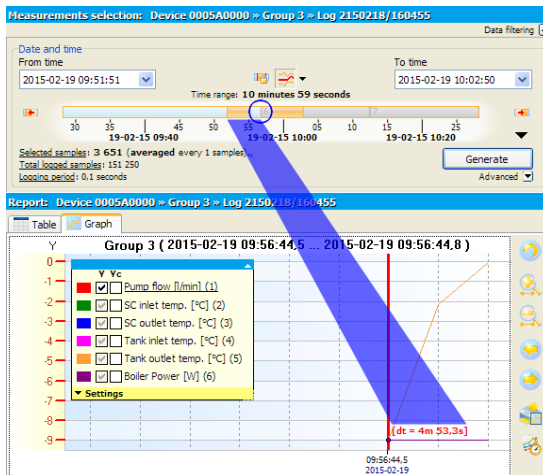 Measurements selection: Device 0005A0000 » Group 3 » Log 2150218/160455
Data filtering
Date and time
From time
To time
2015-02-19 09:51:51
2015-02-19 10:02:50
Time range: 10 minutes 59 seconds
7
30 35 45 50 55 05 10 15 25
19-02-15 09:40 19-02-15 10:00 19-02-15 10:20
Selected samples: 3 651 (averaged every 1 samples)
Total logged samples: 151 250
Logging period: 0,1 seconds
Generate
Advanced
Report: Device 0005A0000 » Group 3 » Log 2150218/160455
Table Graph
Y Group 3 ( 2015-02-19 09:56:44,5 ... 2015-02-19 09:56:44,8 )
0
-1
-2
-3
-4
-5
-6
-7
-8
-9
Y Yc
Pump flow [l/min] (1)
SC inlet temp. [ºC] (2)
SC outlet temp. [ºC] (3)
Tank inlet temp. [ºC] (4)
Tank outlet temp. [ºC] (5)
Boiler Power [W] (6)
Settings
[dt = 4m 53,3s]
09:56:44,5
2015-02-19